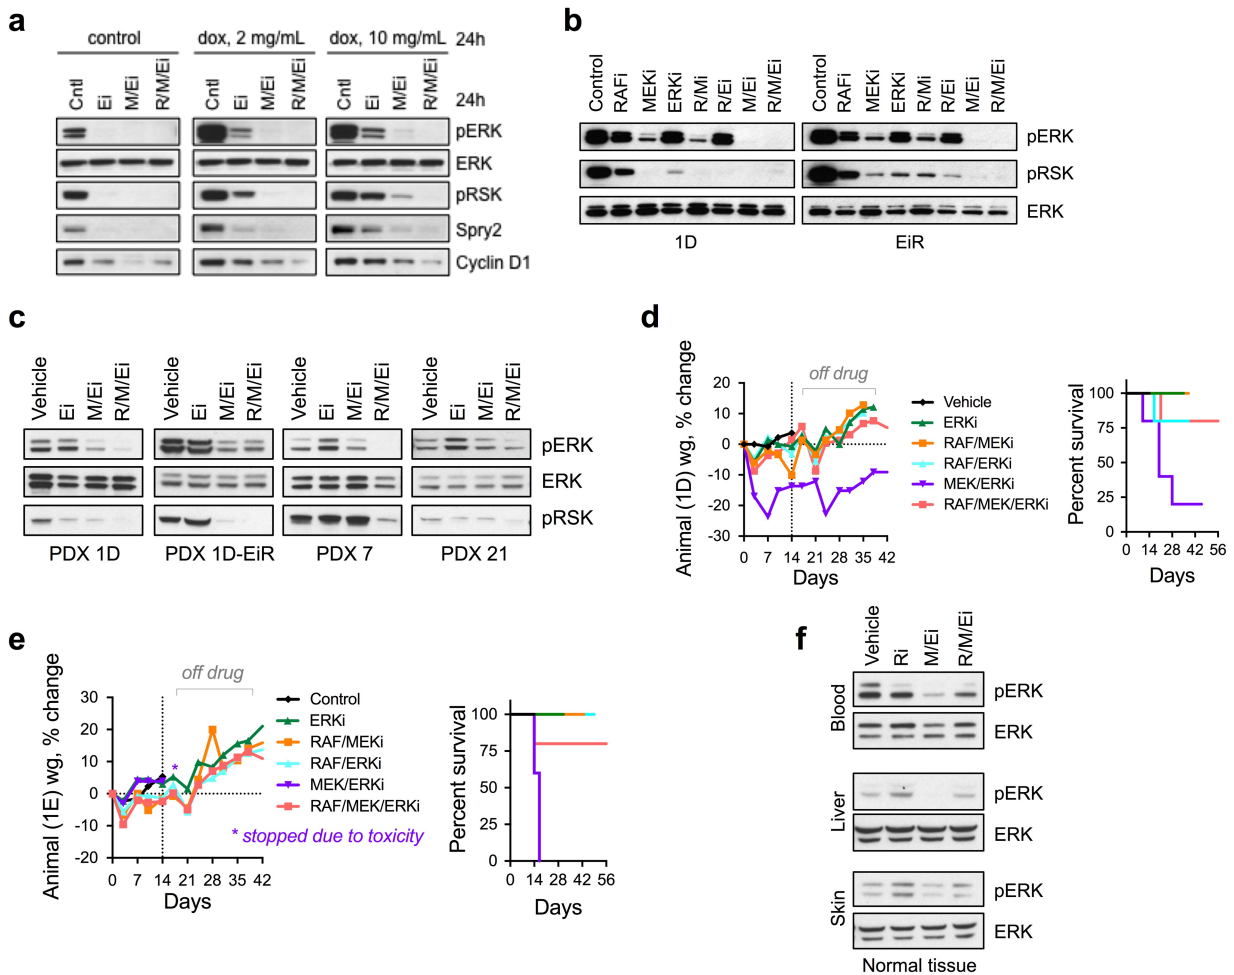 a
control
dox, 2 mg/mL
dox, 10 mg/mL
24h
Cntl
Ei
M/Ei
R/M/Ei
Cntl
Ei
M/Ei
R/M/Ei
Cntl
Ei
M/Ei
R/M/Ei
24h
pERK
ERK
pRSK
Spry2
Cyclin D1
b
Control
RAFi
MEKi
ERKi
R/Mi
R/Ei
M/Ei
R/M/Ei
Control
RAFi
MEKi
ERKi
R/Mi
R/Ei
M/Ei
R/M/Ei
pERK
pRSK
ERK
1D
EiR
c
Vehicle
Ei
M/Ei
R/M/Ei
Vehicle
Ei
M/Ei
R/M/Ei
Vehicle
Ei
M/Ei
R/M/Ei
Vehicle
Ei
M/Ei
R/M/Ei
pERK
ERK
pRSK
PDX 1D
PDX 1D-EiR
PDX 7
PDX 21
d
Animal (1D) wg, % change
20
10
0
-10
-20
-30
0 7 14 21 28 35 42
Days
off drug
Vehicle
ERKi
RAF/MEKi
RAF/ERKi
MEK/ERKi
RAF/MEK/ERKi
Percent survival
100
75
50
25
0
0 14 28 42 56
Days
e
Animal (1E) wg, % change
30
20
10
0
-10
-20
0 7 14 21 28 35 42
Days
off drug
*
Control
ERKi
RAF/MEKi
RAF/ERKi
MEK/ERKi
RAF/MEK/ERKi
* stopped due to toxicity
Percent survival
100
75
50
25
0
0 14 28 42 56
Days
f
Vehicle
Ri
M/Ei
R/M/Ei
Blood
pERK
ERK
Liver
pERK
ERK
Skin
pERK
ERK
Normal tissue